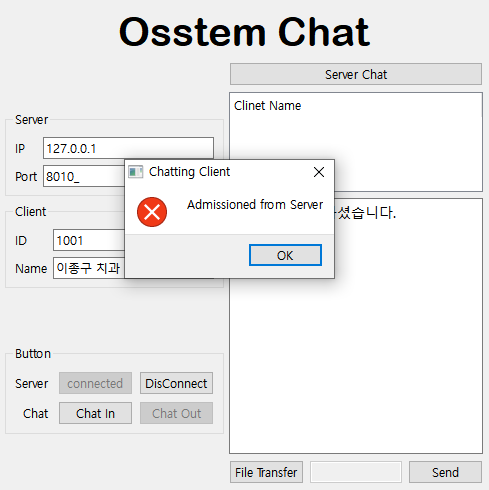 Osstem Chat
Server Chat
Clinet Name
Server
IP 127.0.0.1
Port 8010_
Chatting Client
Admissioned from Server
OK
셨습니다.
Client
ID 1001
Name 이종구 치과
Button
Server connected DisConnect
Chat Chat In Chat Out
File Transfer Send